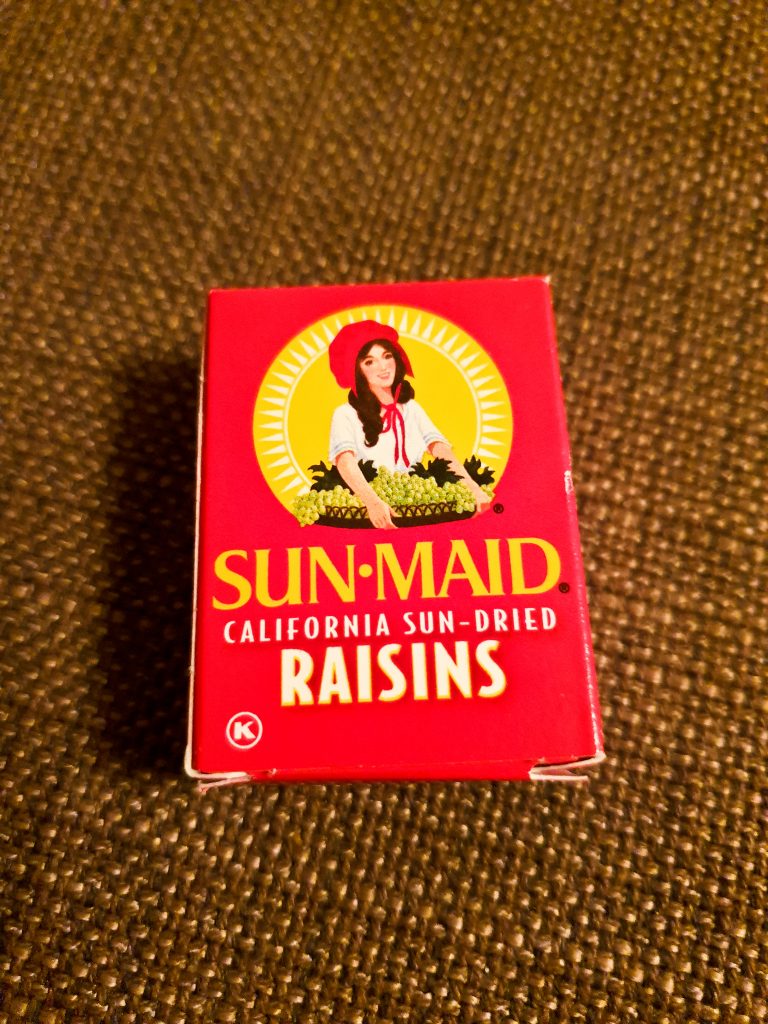 ®
SUN•MAID®
CALIFORNIA SUN-DRIED
RAISINS
K